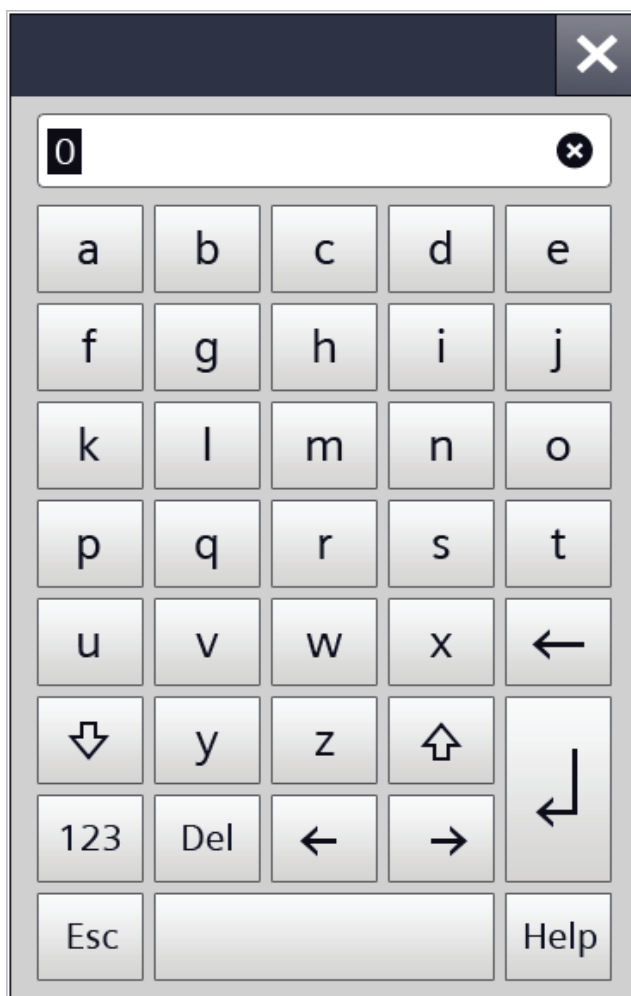 0
a b c d e
f g h i j
k l m n o
p q r s t
u v w x ←
y z
123 Del ← →
Esc Help